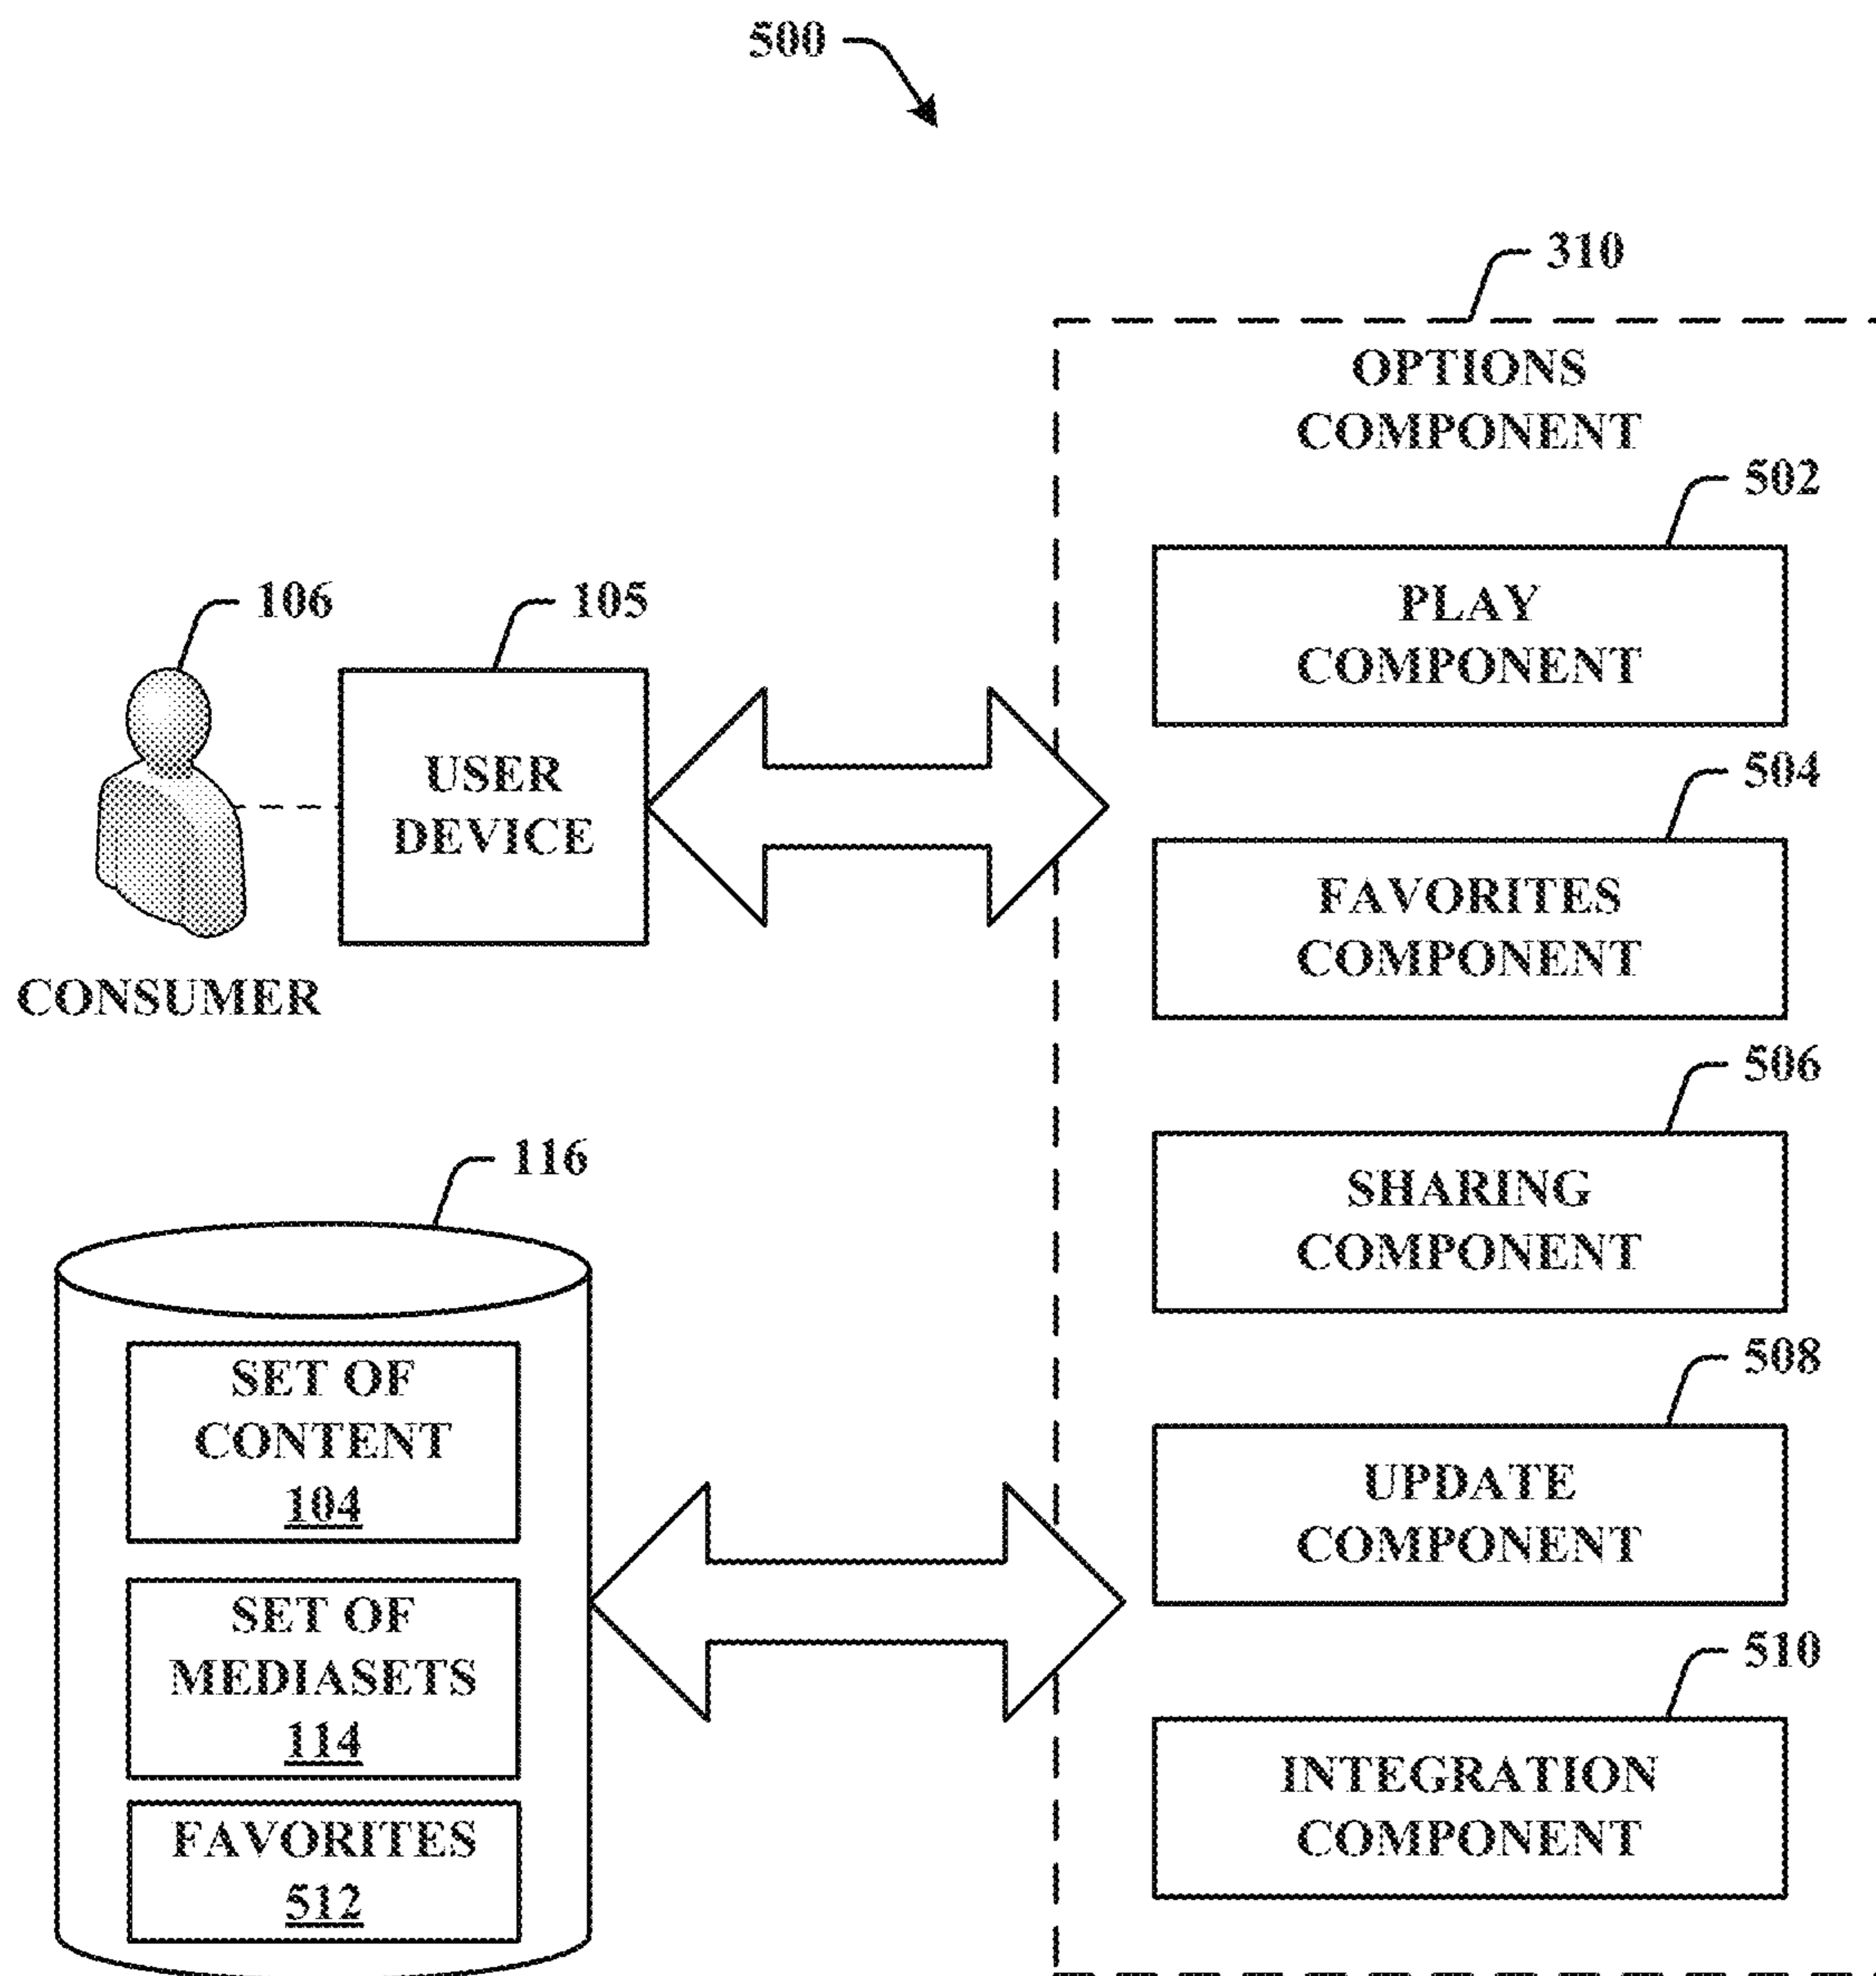 500
310
OPTIONS
COMPONENT
502
PLAY
COMPONENT
106
105
USER
DEVICE
CONSUMER
504
FAVORITES
COMPONENT
506
SHARING
COMPONENT
116
SET OF
CONTENT
104
SET OF
MEDIASETS
114
FAVORITES
512
508
UPDATE
COMPONENT
510
INTEGRATION
COMPONENT